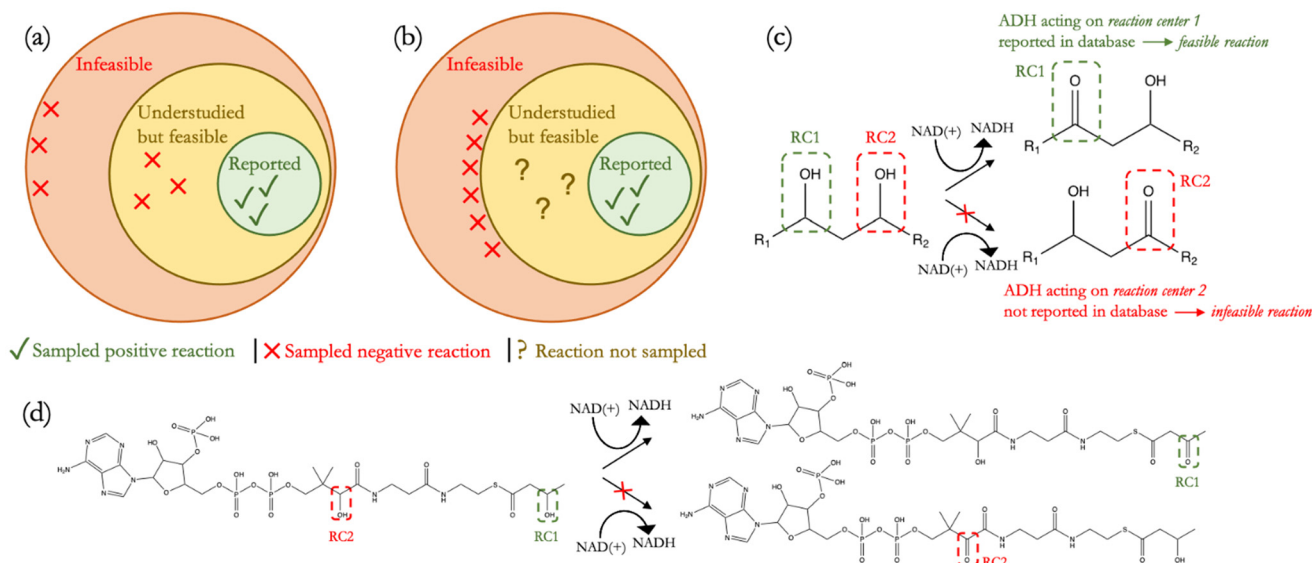 (a)
Infeasible
Understudied
but feasible
Reported
(b)
Infeasible
Understudied
but feasible
?
?
?
Reported
(c)
ADH acting on reaction center 1
reported in database → feasible reaction
RC1
O
OH
R1
R2
RC1
RC2
OH
OH
R1
R2
NAD(+)
NADH
NAD(+)
NADH
RC2
OH
O
R1
R2
ADH acting on reaction center 2
not reported in database → infeasible reaction
✓ Sampled positive reaction | × Sampled negative reaction | ? Reaction not sampled
(d)
NAD(+)
NADH
NAD(+)
NADH
RC2
RC1
RC1
RC2